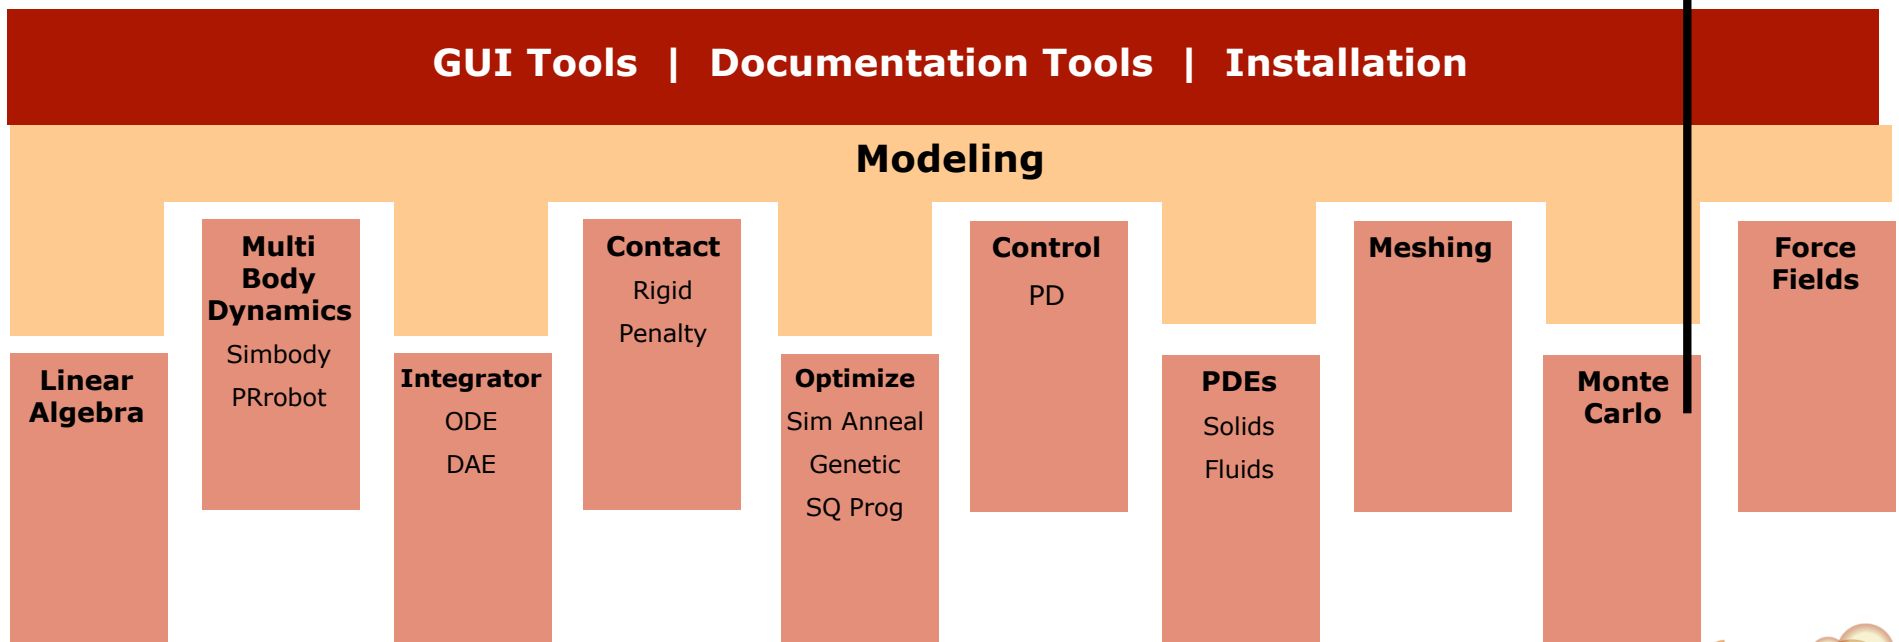 GUI Tools | Documentation Tools | Installation
Modeling
Linear
Algebra
Multi
Body
Dynamics
Simbody
PRrobot
Integrator
ODE
DAE
Contact
Rigid
Penalty
Optimize
Sim Anneal
Genetic
SQ Prog
Control
PD
PDEs
Solids
Fluids
Meshing
Monte
Carlo
Force
Fields